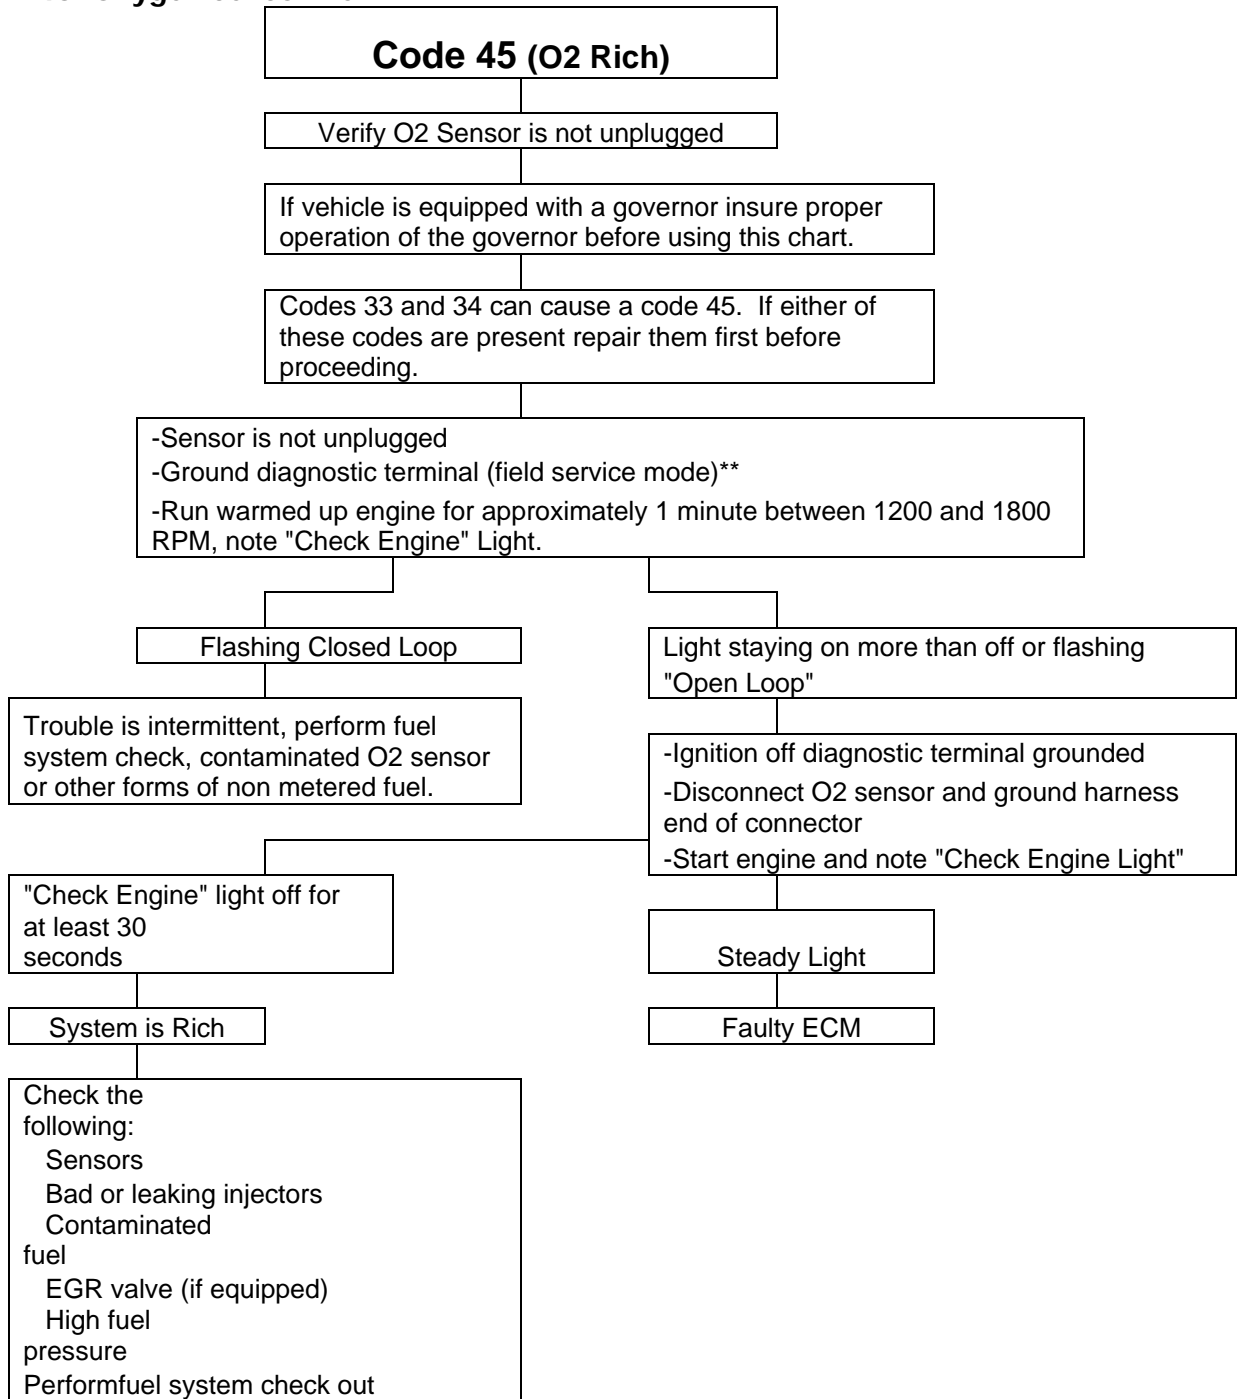 Code 45 (O2 Rich)
Verify O2 Sensor is not unplugged
If vehicle is equipped with a governor insure proper
operation of the governor before using this chart.
Codes 33 and 34 can cause a code 45.  If either of
these codes are present repair them first before
proceeding.
-Sensor is not unplugged
-Ground diagnostic terminal (field service mode)**
-Run warmed up engine for approximately 1 minute between 1200 and 1800
RPM, note "Check Engine" Light.
Flashing Closed Loop
Light staying on more than off or flashing
"Open Loop"
Trouble is intermittent, perform fuel
system check, contaminated O2 sensor
or other forms of non metered fuel.
-Ignition off diagnostic terminal grounded
-Disconnect O2 sensor and ground harness
end of connector
-Start engine and note "Check Engine Light"
"Check Engine" light off for
at least 30
seconds
Steady Light
System is Rich
Faulty ECM
Check the
following:
Sensors
Bad or leaking injectors
Contaminated
fuel
EGR valve (if equipped)
High fuel
pressure
Performfuel system check out